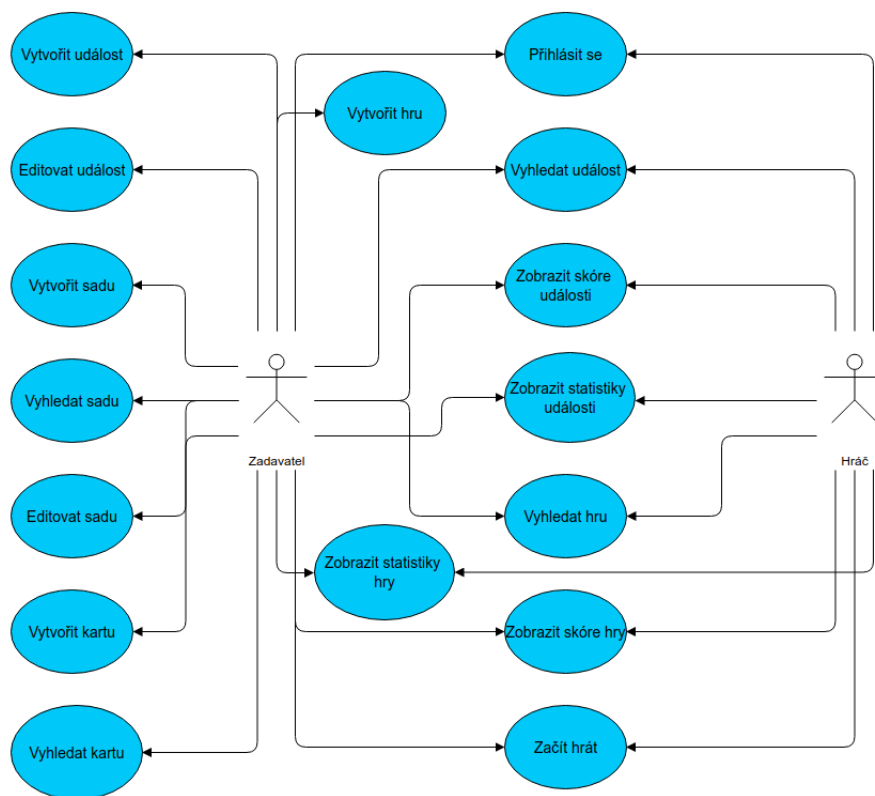 Vytvořit událost
Přihlásit se
Vytvořit hru
Editovat událost
Vyhledat událost
Vytvořit sadu
Zobrazit skóre
události
Vyhledat sadu
Zobrazit statistiky
události
Zadavatel
Hráč
Editovat sadu
Vyhledat hru
Zobrazit statistiky
hry
Vytvořit kartu
Zobrazit skóre hry
Vyhledat kartu
Začít hrát